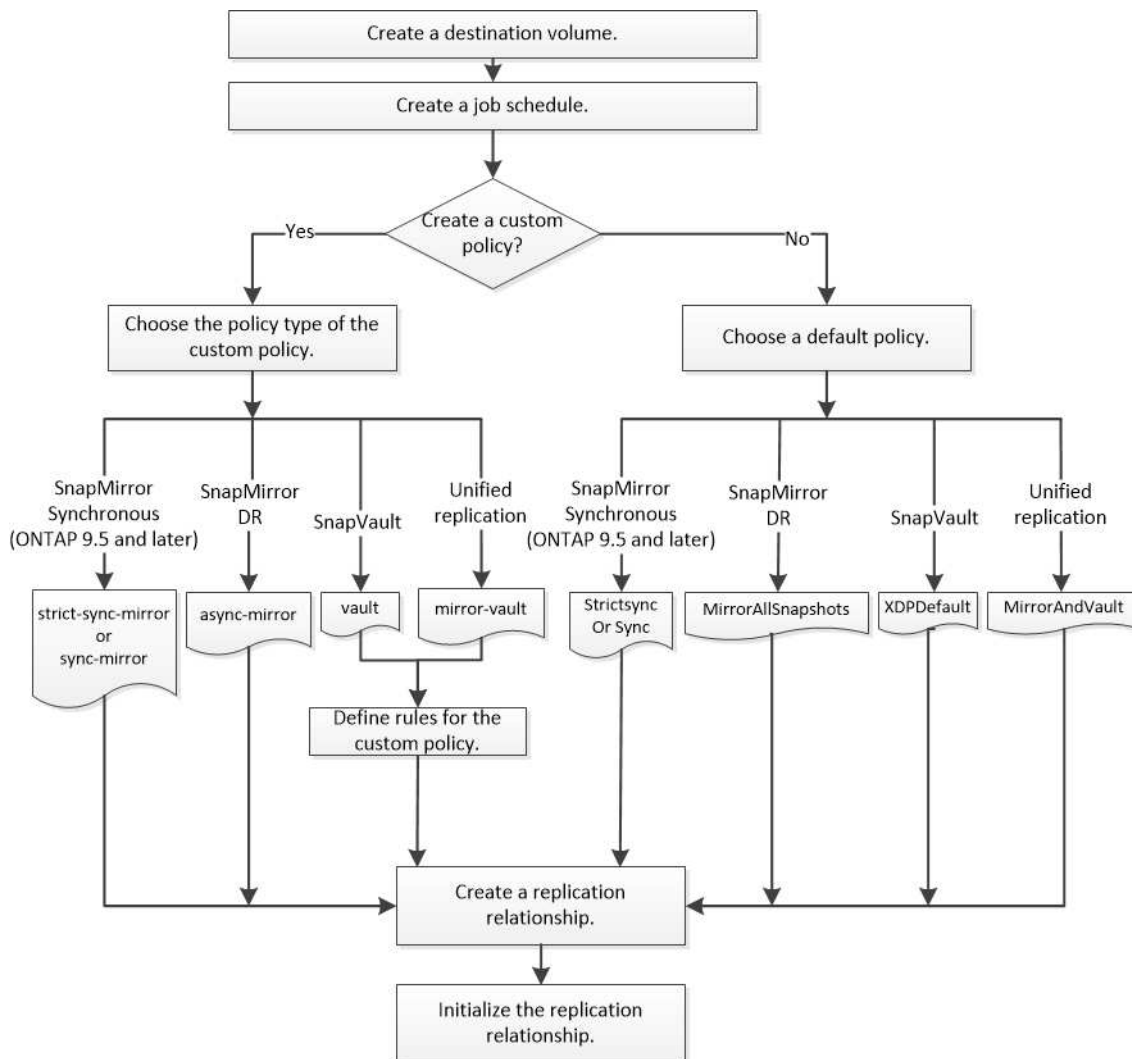 Create a destination volume.
Create a job schedule.
Create a custom
policy?
Yes
No
Choose the policy type of the
custom policy.
Choose a default policy.
SnapMirror
Synchronous
(ONTAP 9.5 and later)
SnapMirror
DR
SnapVault
Unified
replication
SnapMirror
Synchronous
(ONTAP 9.5 and later)
SnapMirror
DR
SnapVault
Unified
replication
strict-sync-mirror
or
sync-mirror
async-mirror
vault
mirror-vault
Strictsync
Or Sync
MirrorAllSnapshots
XDPDefault
MirrorAndVault
Define rules for the
custom policy.
Create a replication
relationship.
Initialize the replication
relationship.